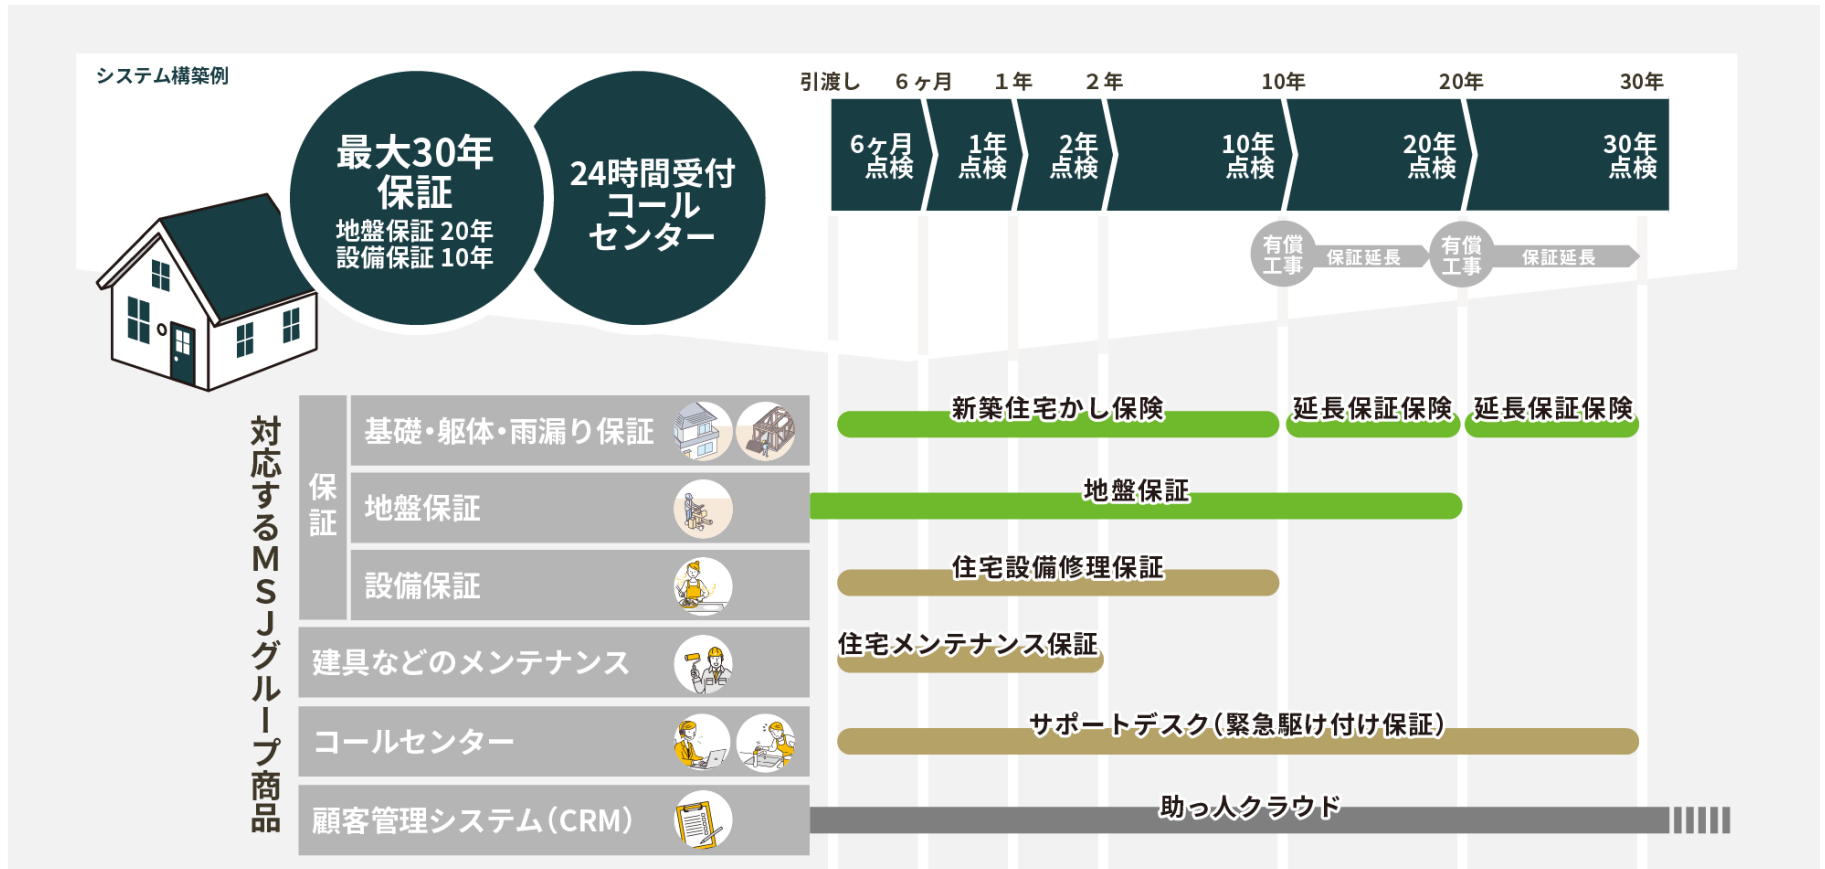 システム構築例
最大30年
保証
地盤保証 20年
設備保証 10年
24時間受付
コール
センター
引渡し
6ヶ月
1年
2年
10年
20年
30年
6ヶ月
点検
1年
点検
2年
点検
10年
点検
20年
点検
30年
点検
有償
工事
保証延長
有償
工事
保証延長
対応するMSJグループ商品
保証
基礎・躯体・雨漏り保証
新築住宅かし保険
延長保証保険
延長保証保険
地盤保証
地盤保証
設備保証
住宅設備修理保証
建具などのメンテナンス
住宅メンテナンス保証
コールセンター
サポートデスク(緊急駆け付け保証)
顧客管理システム(CRM)
助っ人クラウド